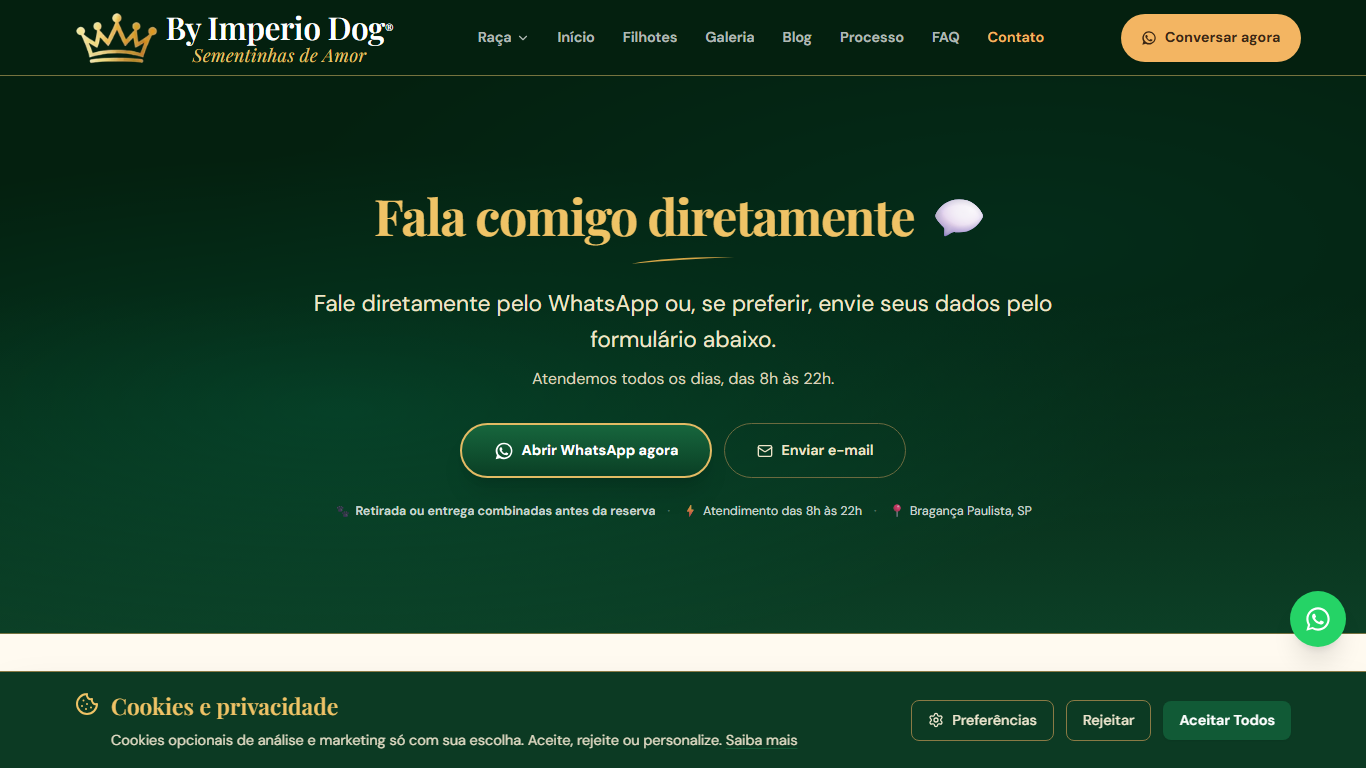 By Imperio Dog®
Sementinhas de Amor
Raça
Início
Filhotes
Galeria
Blog
Processo
FAQ
Contato
Conversar agora
Fala comigo diretamente
Fale diretamente pelo WhatsApp ou, se preferir, envie seus dados pelo
formulário abaixo.
Atendemos todos os dias, das 8h às 22h.
Abrir WhatsApp agora
Enviar e-mail
Retirada ou entrega combinadas antes da reserva · Atendimento das 8h às 22h · Bragança Paulista, SP
Cookies e privacidade
Cookies opcionais de análise e marketing só com sua escolha. Aceite, rejeite ou personalize. Saiba mais
Preferências
Rejeitar
Aceitar Todos